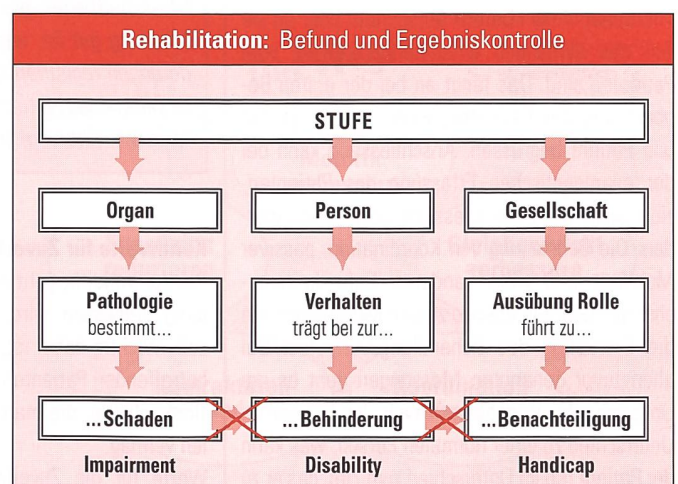 Rehabilitation: Befund und Ergebniskontrolle
STUFE
Organ
Person
Gesellschaft
Pathologie
bestimmt...
Verhalten
trägt bei zur...
Ausübung Rolle
führt zu...
...Schaden
...Behinderung
...Benachteiligung
Impairment
Disability
Handicap